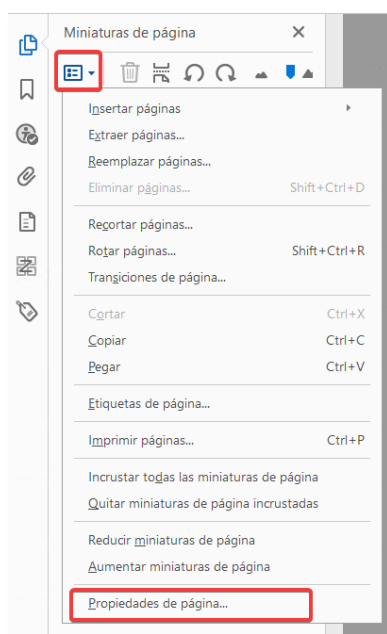 Miniaturas de página
Insertar páginas
Extraer páginas...
Reemplazar páginas...
Eliminar páginas... Shift+Ctrl+D
Recortar páginas...
Rotar páginas... Shift+Ctrl+R
Transiciones de página...
Cortar Ctrl+X
Copiar Ctrl+C
Pegar Ctrl+V
Etiquetas de página...
Imprimir páginas... Ctrl+P
Incrustar todas las miniaturas de página
Quitar miniaturas de página incrustadas
Reducir miniaturas de página
Aumentar miniaturas de página
Propiedades de página...